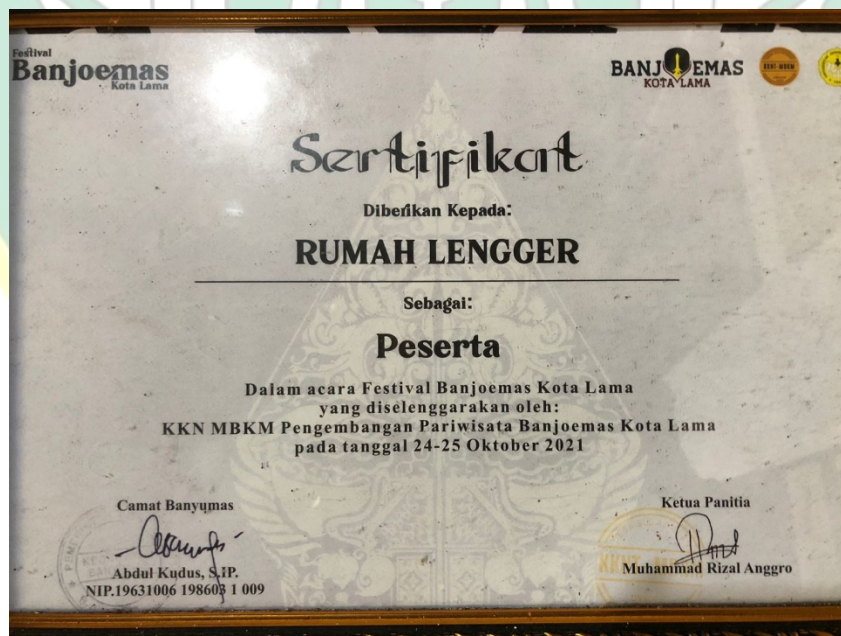 Festival
Banjoemas
Kota Lama
BANJOEMAS
KOTA LAMA
KKNT-MBKM
Sertifikat
Diberikan Kepada:
RUMAH LENGGER
Sebagai:
Peserta
Dalam acara Festival Banjoemas Kota Lama
yang diselenggarakan oleh:
KKN MBKM Pengembangan Pariwisata Banjoemas Kota Lama
pada tanggal 24-25 Oktober 2021
Camat Banyumas
Abdul Kudus, S.IP.
NIP.19631006 198603 1 009
Ketua Panitia
Muhammad Rizal Anggro